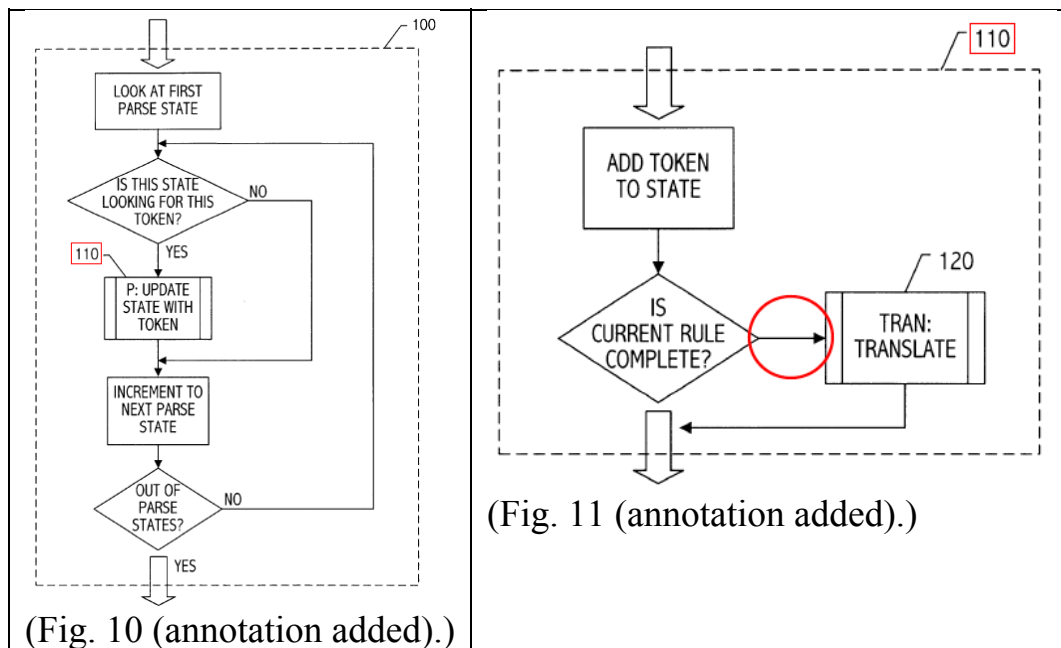 100
LOOK AT FIRST
PARSE STATE
IS THIS STATE
LOOKING FOR THIS
TOKEN?
NO
YES
110
P: UPDATE
STATE WITH
TOKEN
INCREMENT TO
NEXT PARSE
STATE
OUT OF
PARSE
STATES?
NO
YES
(Fig. 10 (annotation added).)
110
ADD TOKEN
TO STATE
IS
CURRENT RULE
COMPLETE?
120
TRAN:
TRANSLATE
(Fig. 11 (annotation added).)